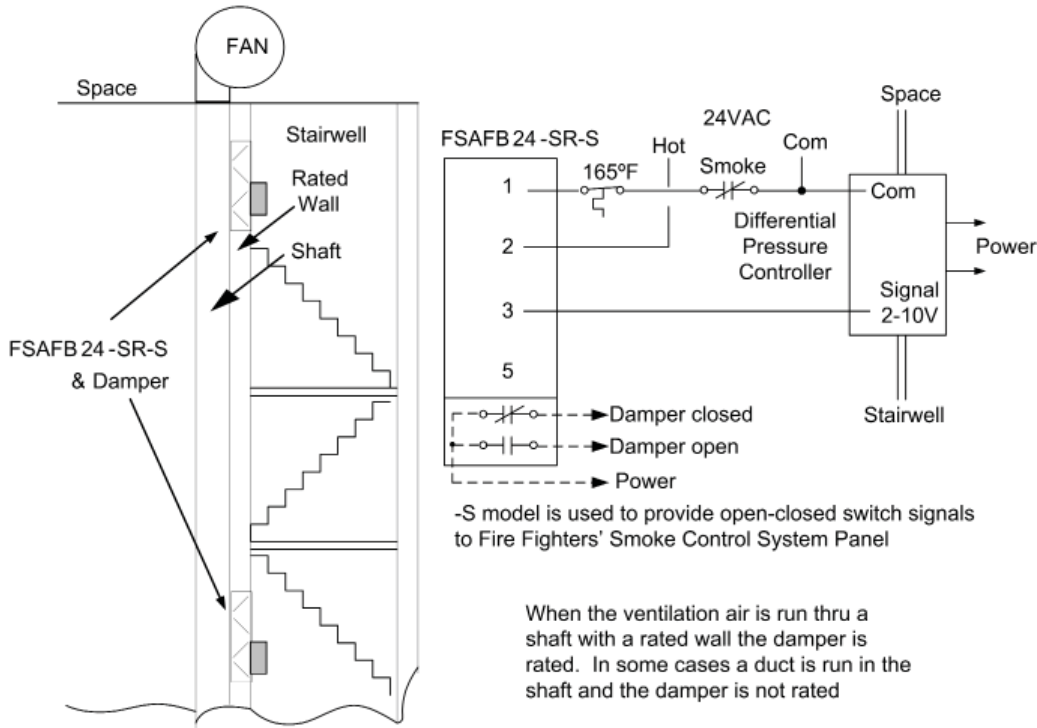 FAN
Space
Stairwell
Rated
Wall
Shaft
FSAFB 24 -SR-S
& Damper
FSAFB 24 -SR-S
24VAC
Hot
Com
165ºF
Smoke
1
2
3
5
Space
Com
Differential
Pressure
Controller
Power
Signal
2-10V
Stairwell
Damper closed
Damper open
Power
-S model is used to provide open-closed switch signals
to Fire Fighters' Smoke Control System Panel
When the ventilation air is run thru a
shaft with a rated wall the damper is
rated. In some cases a duct is run in the
shaft and the damper is not rated